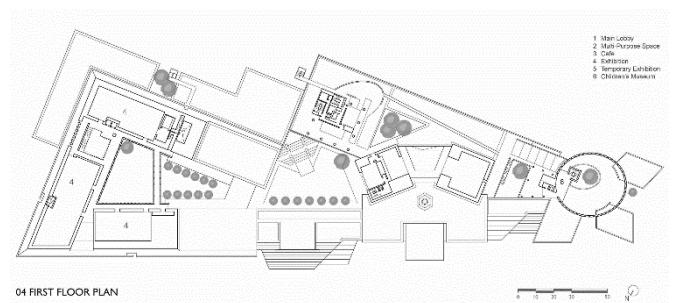 1 Main Lobby
2 Multi-Purpose Space
3 Cafe
4 Exhibition
5 Temporary Exhibition
6 Children's Museum
4
4
6
04 FIRST FLOOR PLAN
0 10 20 30 50
N